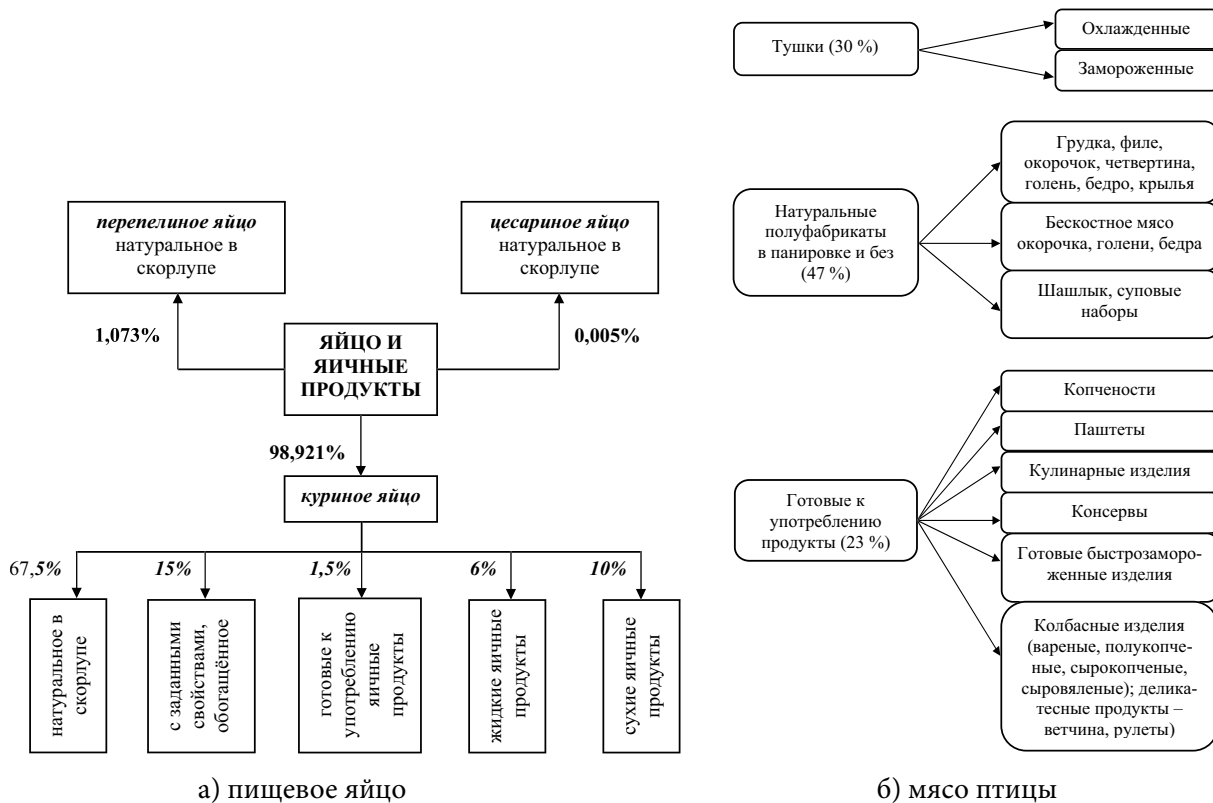 перепелиное яйцо
натуральное в
скорлупе
цесариное яйцо
натуральное в
скорлупе
1,073%
ЯЙЦО И
ЯИЧНЫЕ
ПРОДУКТЫ
0,005%
98,921%
куриное яйцо
67,5%
15%
1,5%
6%
10%
натуральное в
скорлупе
с заданными
свойствами,
обогащённое
готовые к
употреблению
яичные
продукты
жидкие яичные
продукты
сухие яичные
продукты
а) пищевое яйцо
Тушки (30 %)
Охлажденные
Замороженные
Натуральные
полуфабрикаты
в панировке и без
(47 %)
Грудка, филе,
окорочок, четвертина,
голень, бедро, крылья
Бескостное мясо
окорочка, голени, бедра
Шашлык, суповые
наборы
Готовые к
употреблению
продукты (23 %)
Копчености
Паштеты
Кулинарные изделия
Консервы
Готовые быстрозаморо-
женные изделия
Колбасные изделия
(вареные, полукопче-
ные, сырокопченые,
сыровяленые); делика-
тесные продукты –
ветчина, рулеты)
б) мясо птицы